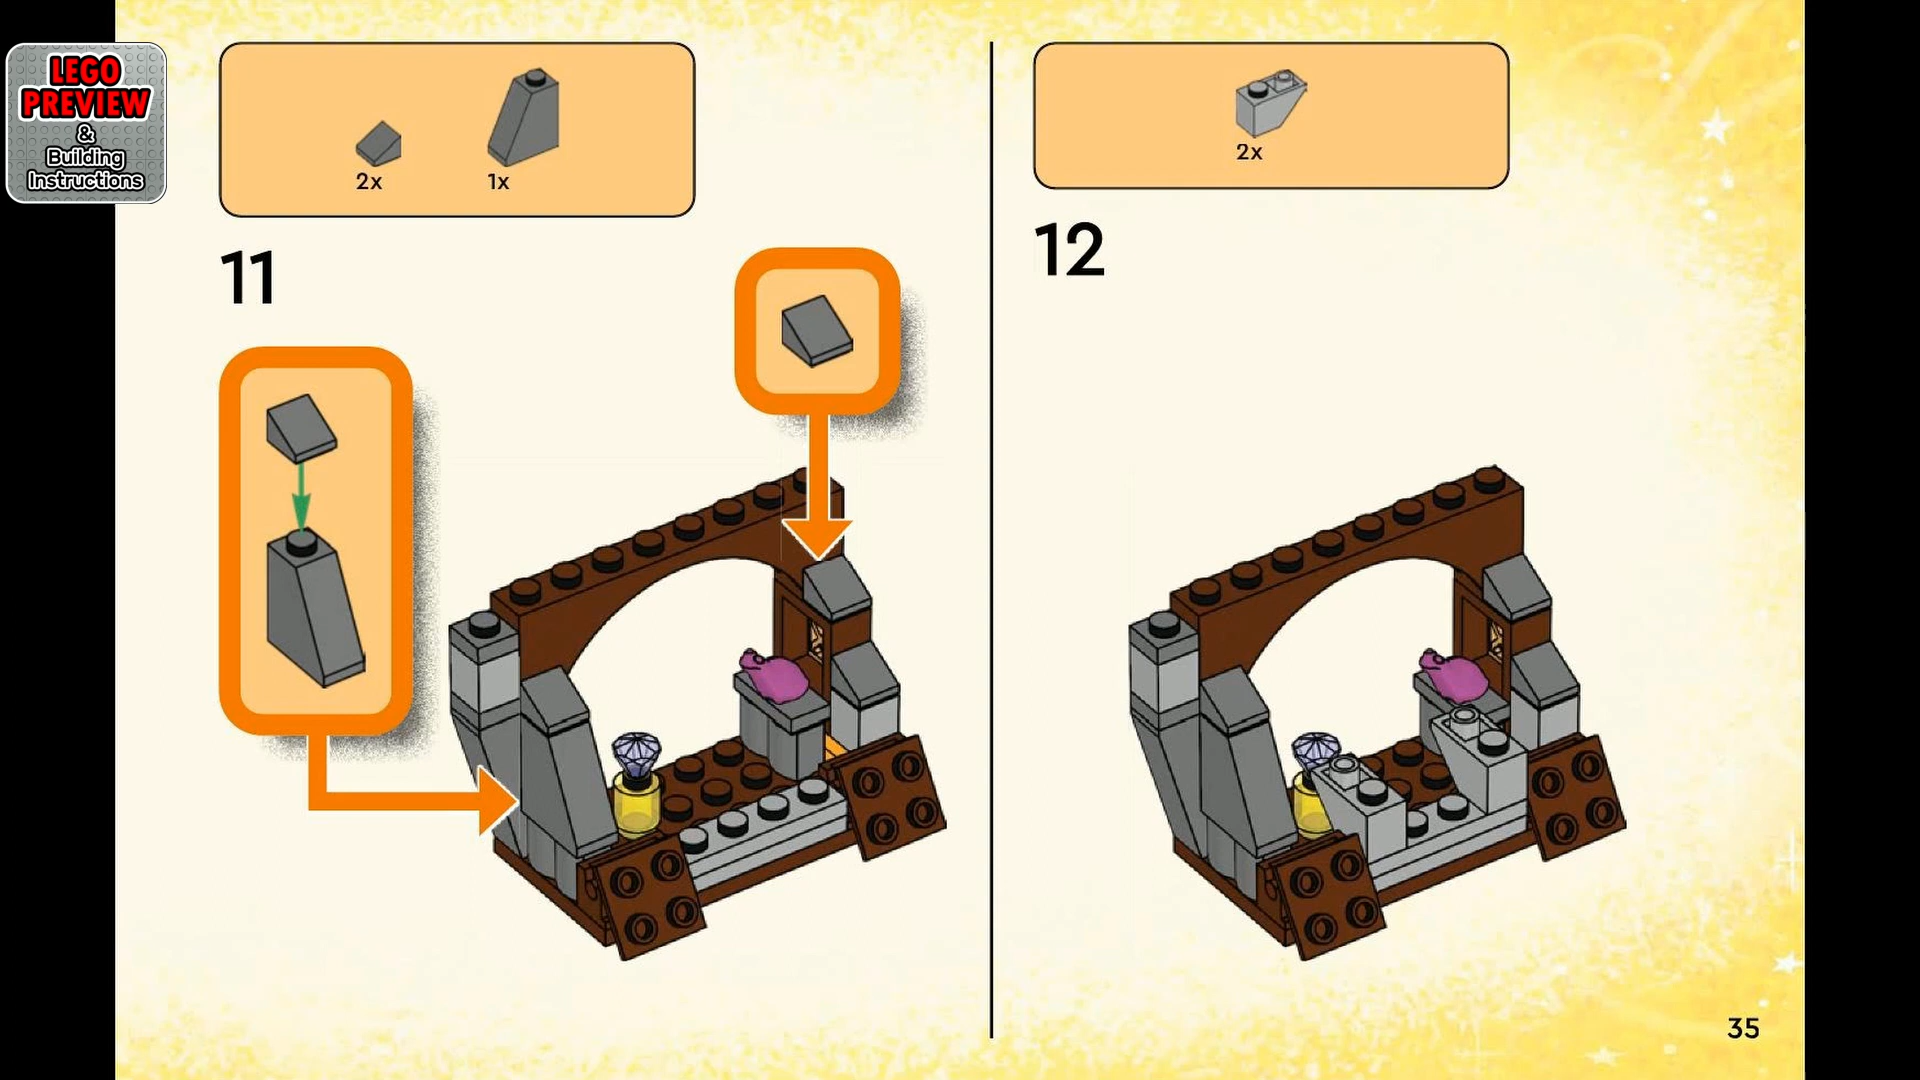 LEGO
PREVIEW
&
Building
Instructions
2x
1x
11
2x
12
35